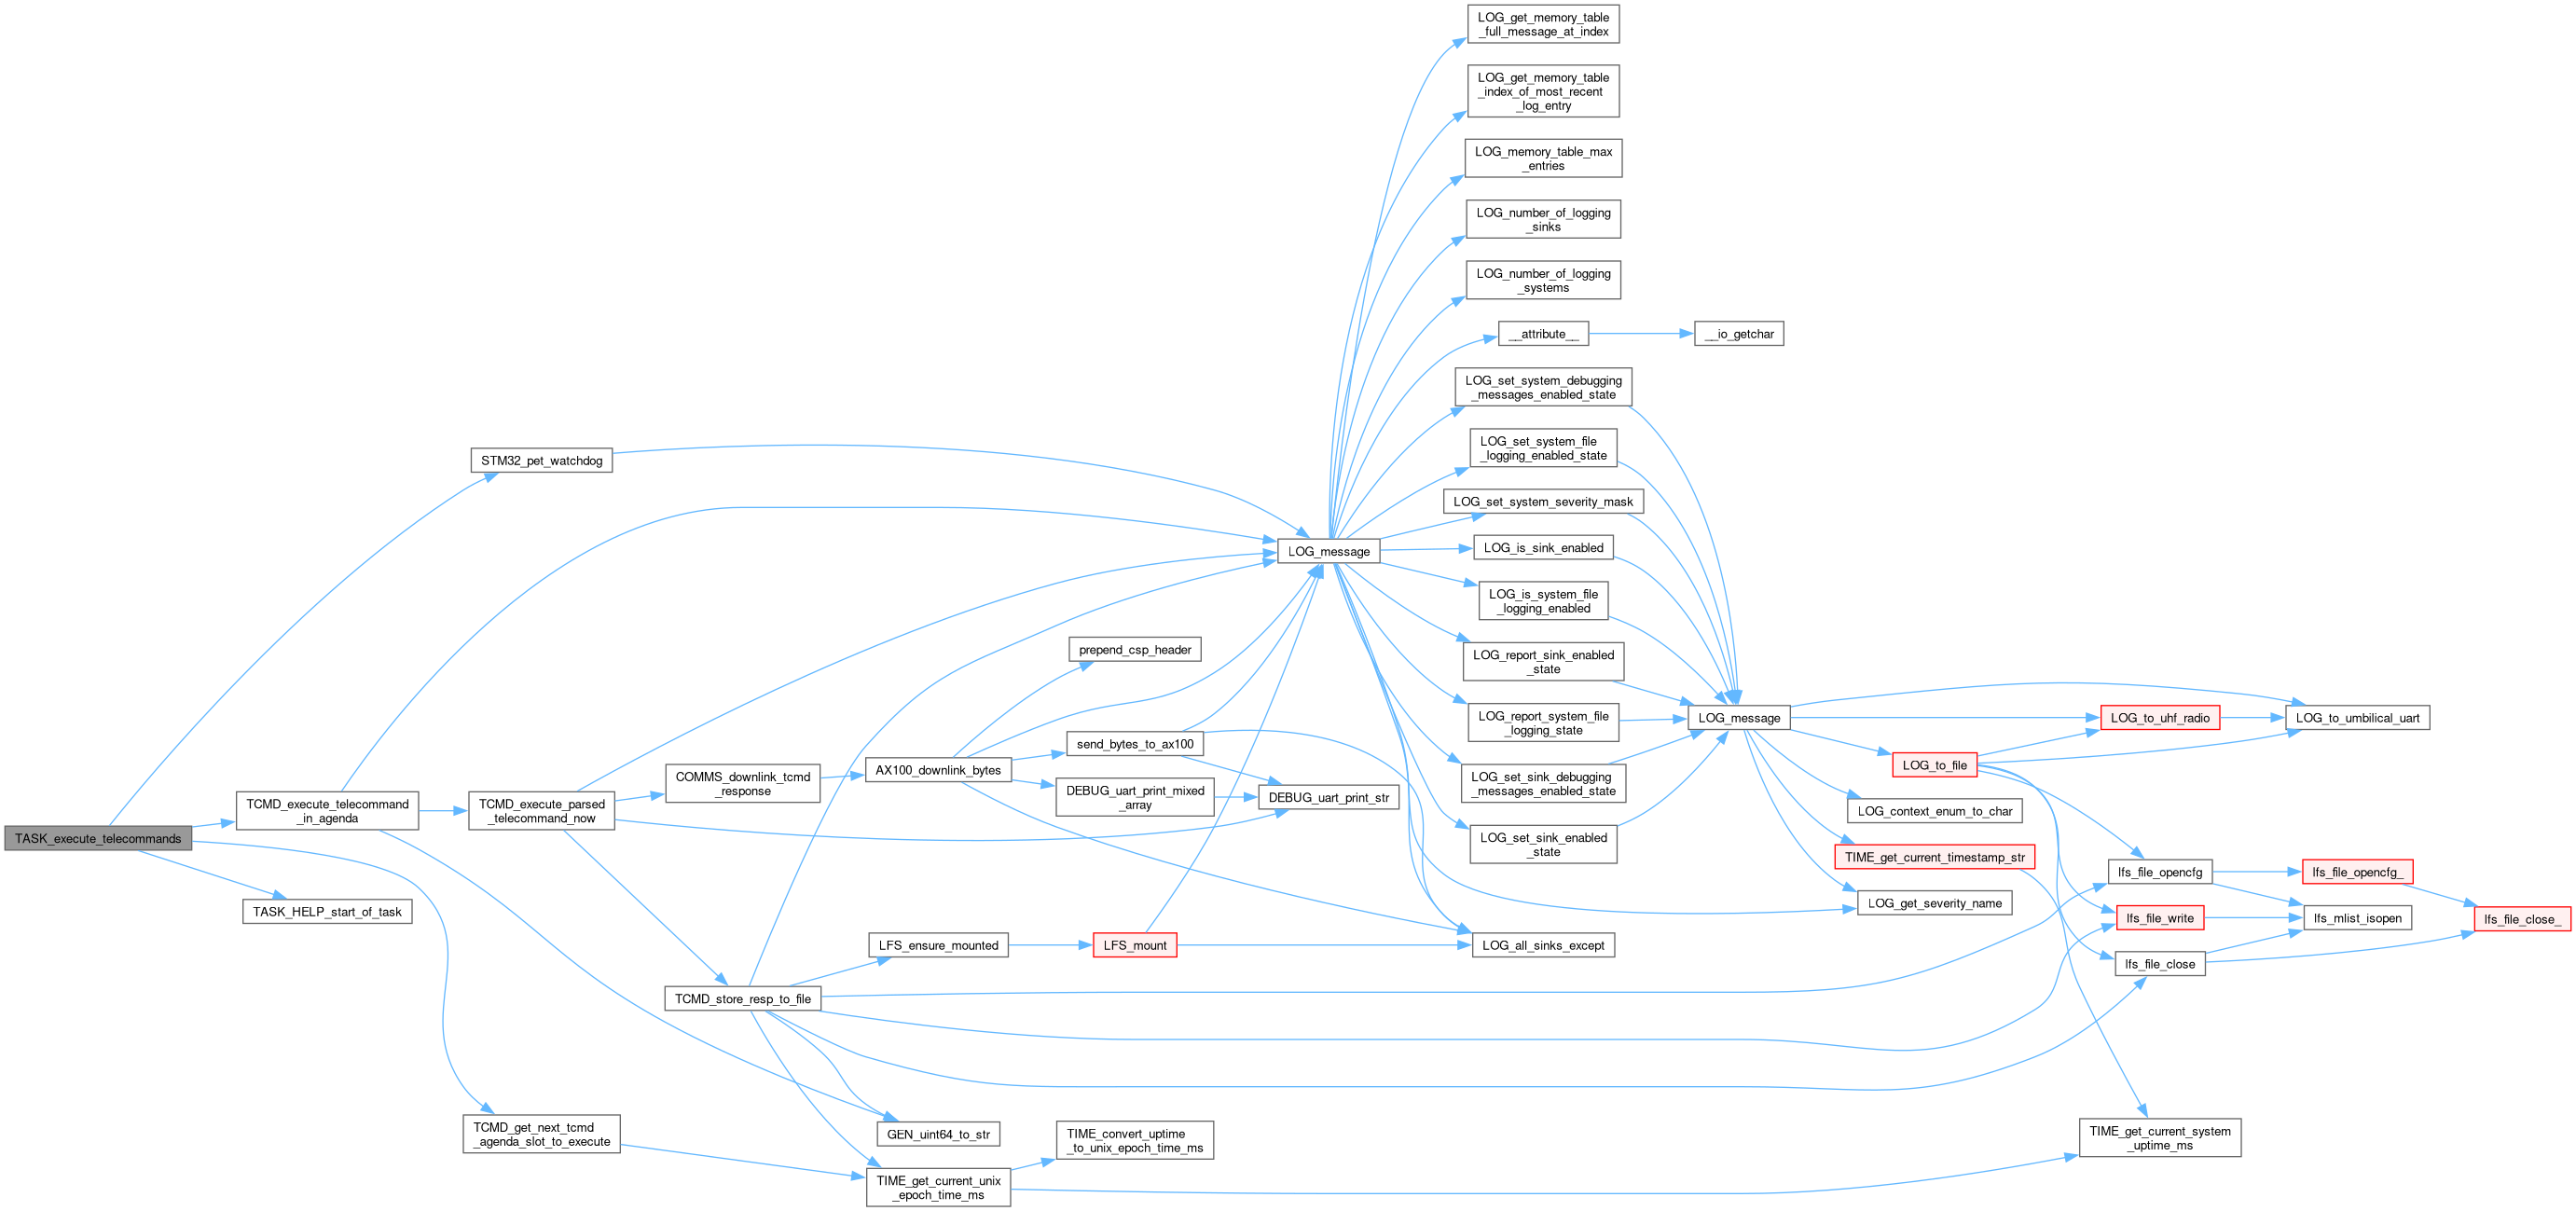 TASK_execute_telecommands
TCMD_execute_telecommand
_in_agenda
TASK_HELP_start_of_task
STM32_pet_watchdog
TCMD_execute_parsed
_telecommand_now
TCMD_get_next_tcmd
_agenda_slot_to_execute
COMMS_downlink_tcmd
_response
TCMD_store_resp_to_file
AX100_downlink_bytes
LFS_ensure_mounted
GEN_uint64_to_str
TIME_get_current_unix
_epoch_time_ms
prepend_csp_header
send_bytes_to_ax100
DEBUG_uart_print_mixed
_array
LFS_mount
TIME_convert_uptime
_to_unix_epoch_time_ms
LOG_message
DEBUG_uart_print_str
LOG_get_memory_table
_full_message_at_index
LOG_get_memory_table
_index_of_most_recent
_log_entry
LOG_memory_table_max
_entries
LOG_number_of_logging
_sinks
LOG_number_of_logging
_systems
__attribute__
LOG_set_system_debugging
_messages_enabled_state
LOG_set_system_file
_logging_enabled_state
LOG_set_system_severity_mask
LOG_is_sink_enabled
LOG_is_system_file
_logging_enabled
LOG_report_sink_enabled
_state
LOG_report_system_file
_logging_state
LOG_set_sink_debugging
_messages_enabled_state
LOG_set_sink_enabled
_state
LOG_all_sinks_except
__io_getchar
LOG_message
LOG_to_file
LOG_context_enum_to_char
TIME_get_current_timestamp_str
LOG_get_severity_name
LOG_to_uhf_radio
lfs_file_opencfg
lfs_file_write
lfs_file_close
TIME_get_current_system
_uptime_ms
LOG_to_umbilical_uart
lfs_file_opencfg_
lfs_mlist_isopen
lfs_file_close_